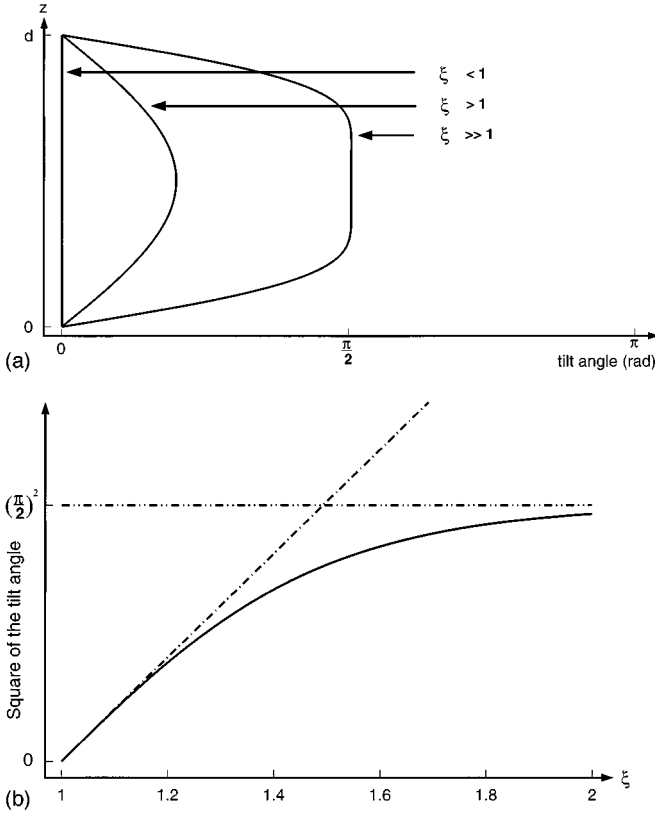 z
d
ξ < 1
ξ > 1
ξ >> 1
0
0
π/2
π
(a)
tilt angle (rad)
(π/2)²
Square of the tilt angle
0
1
1.2
1.4
1.6
1.8
2
ξ
(b)